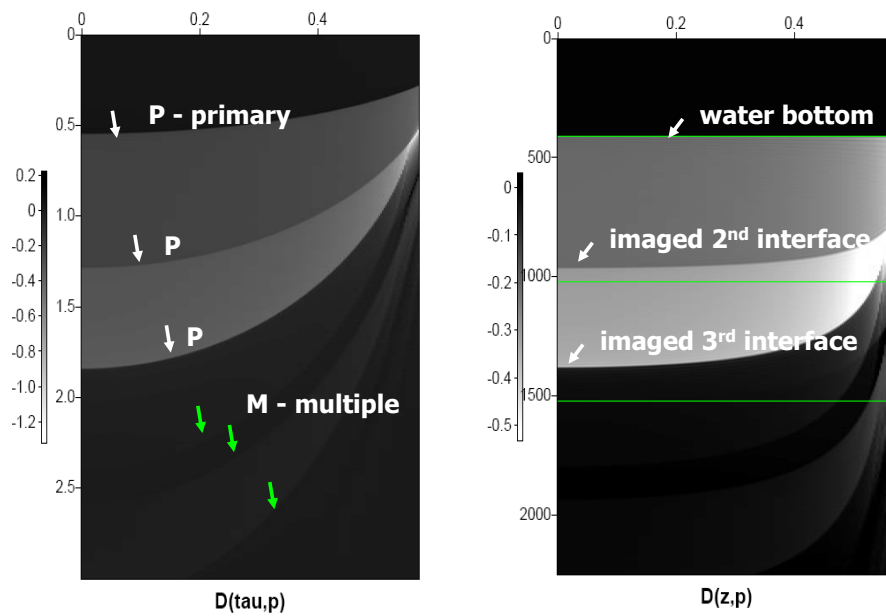 0 0.2 0.4
0
0.5
1.0
1.5
2.0
2.5
0.2
0
-0.2
-0.4
-0.6
-0.8
-1.0
-1.2
P - primary
P
P
M - multiple
D(tau,p)
0 0.2 0.4
0
500
1000
1500
2000
0
-0.1
-0.2
-0.3
-0.4
-0.5
water bottom
imaged 2nd interface
imaged 3rd interface
D(z,p)